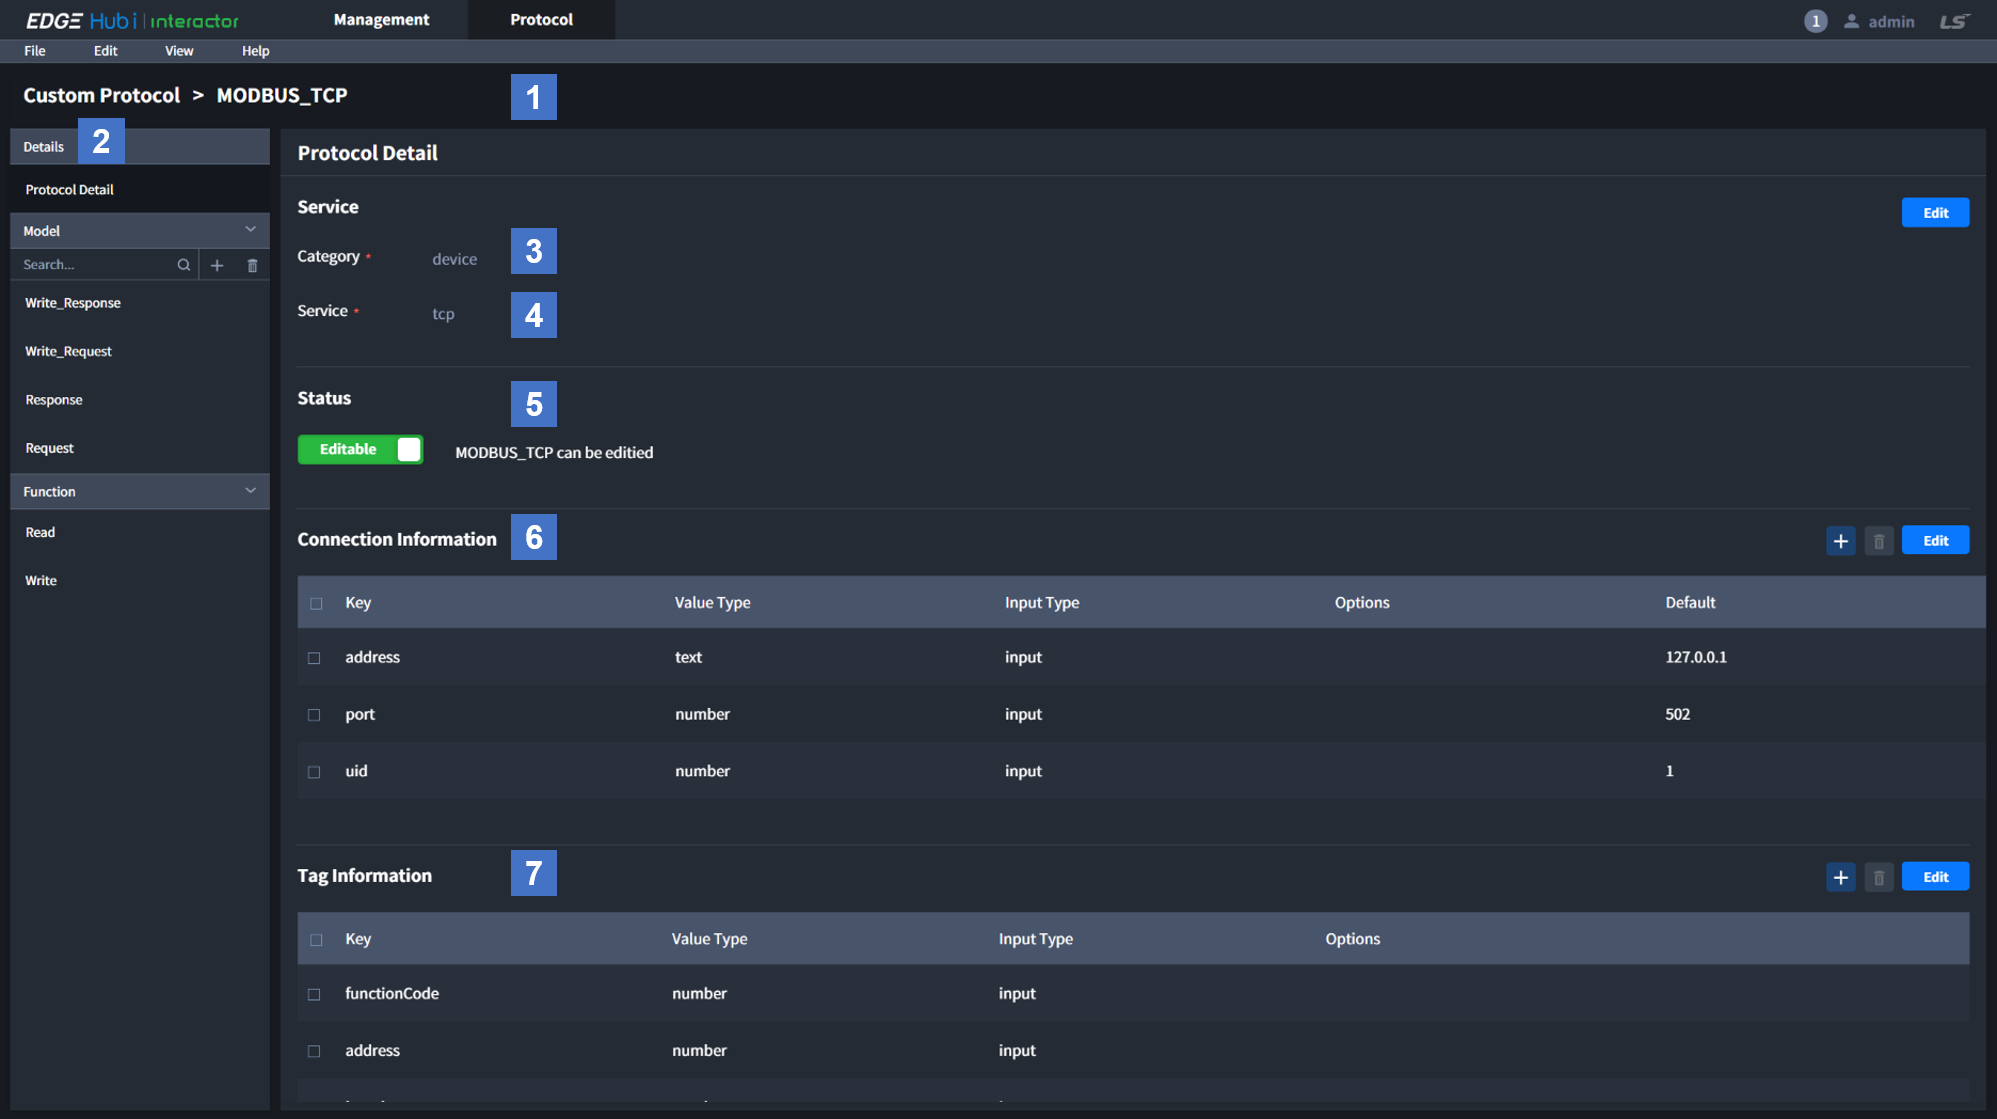 EDGE Hub i interactor Management Protocol 1 admin LS
File Edit View Help
Custom Protocol > MODBUS_TCP 1
Details 2
Protocol Detail
Model
Search...
Write_Response
Write_Request
Response
Request
Function
Read
Write
Protocol Detail
Service Edit
Category * device 3
Service * tcp 4
Status 5
Editable MODBUS_TCP can be editied
Connection Information 6 + Edit
Key Value Type Input Type Options Default
address text input 127.0.0.1
port number input 502
uid number input 1
Tag Information 7 + Edit
Key Value Type Input Type Options
functionCode number input
address number input